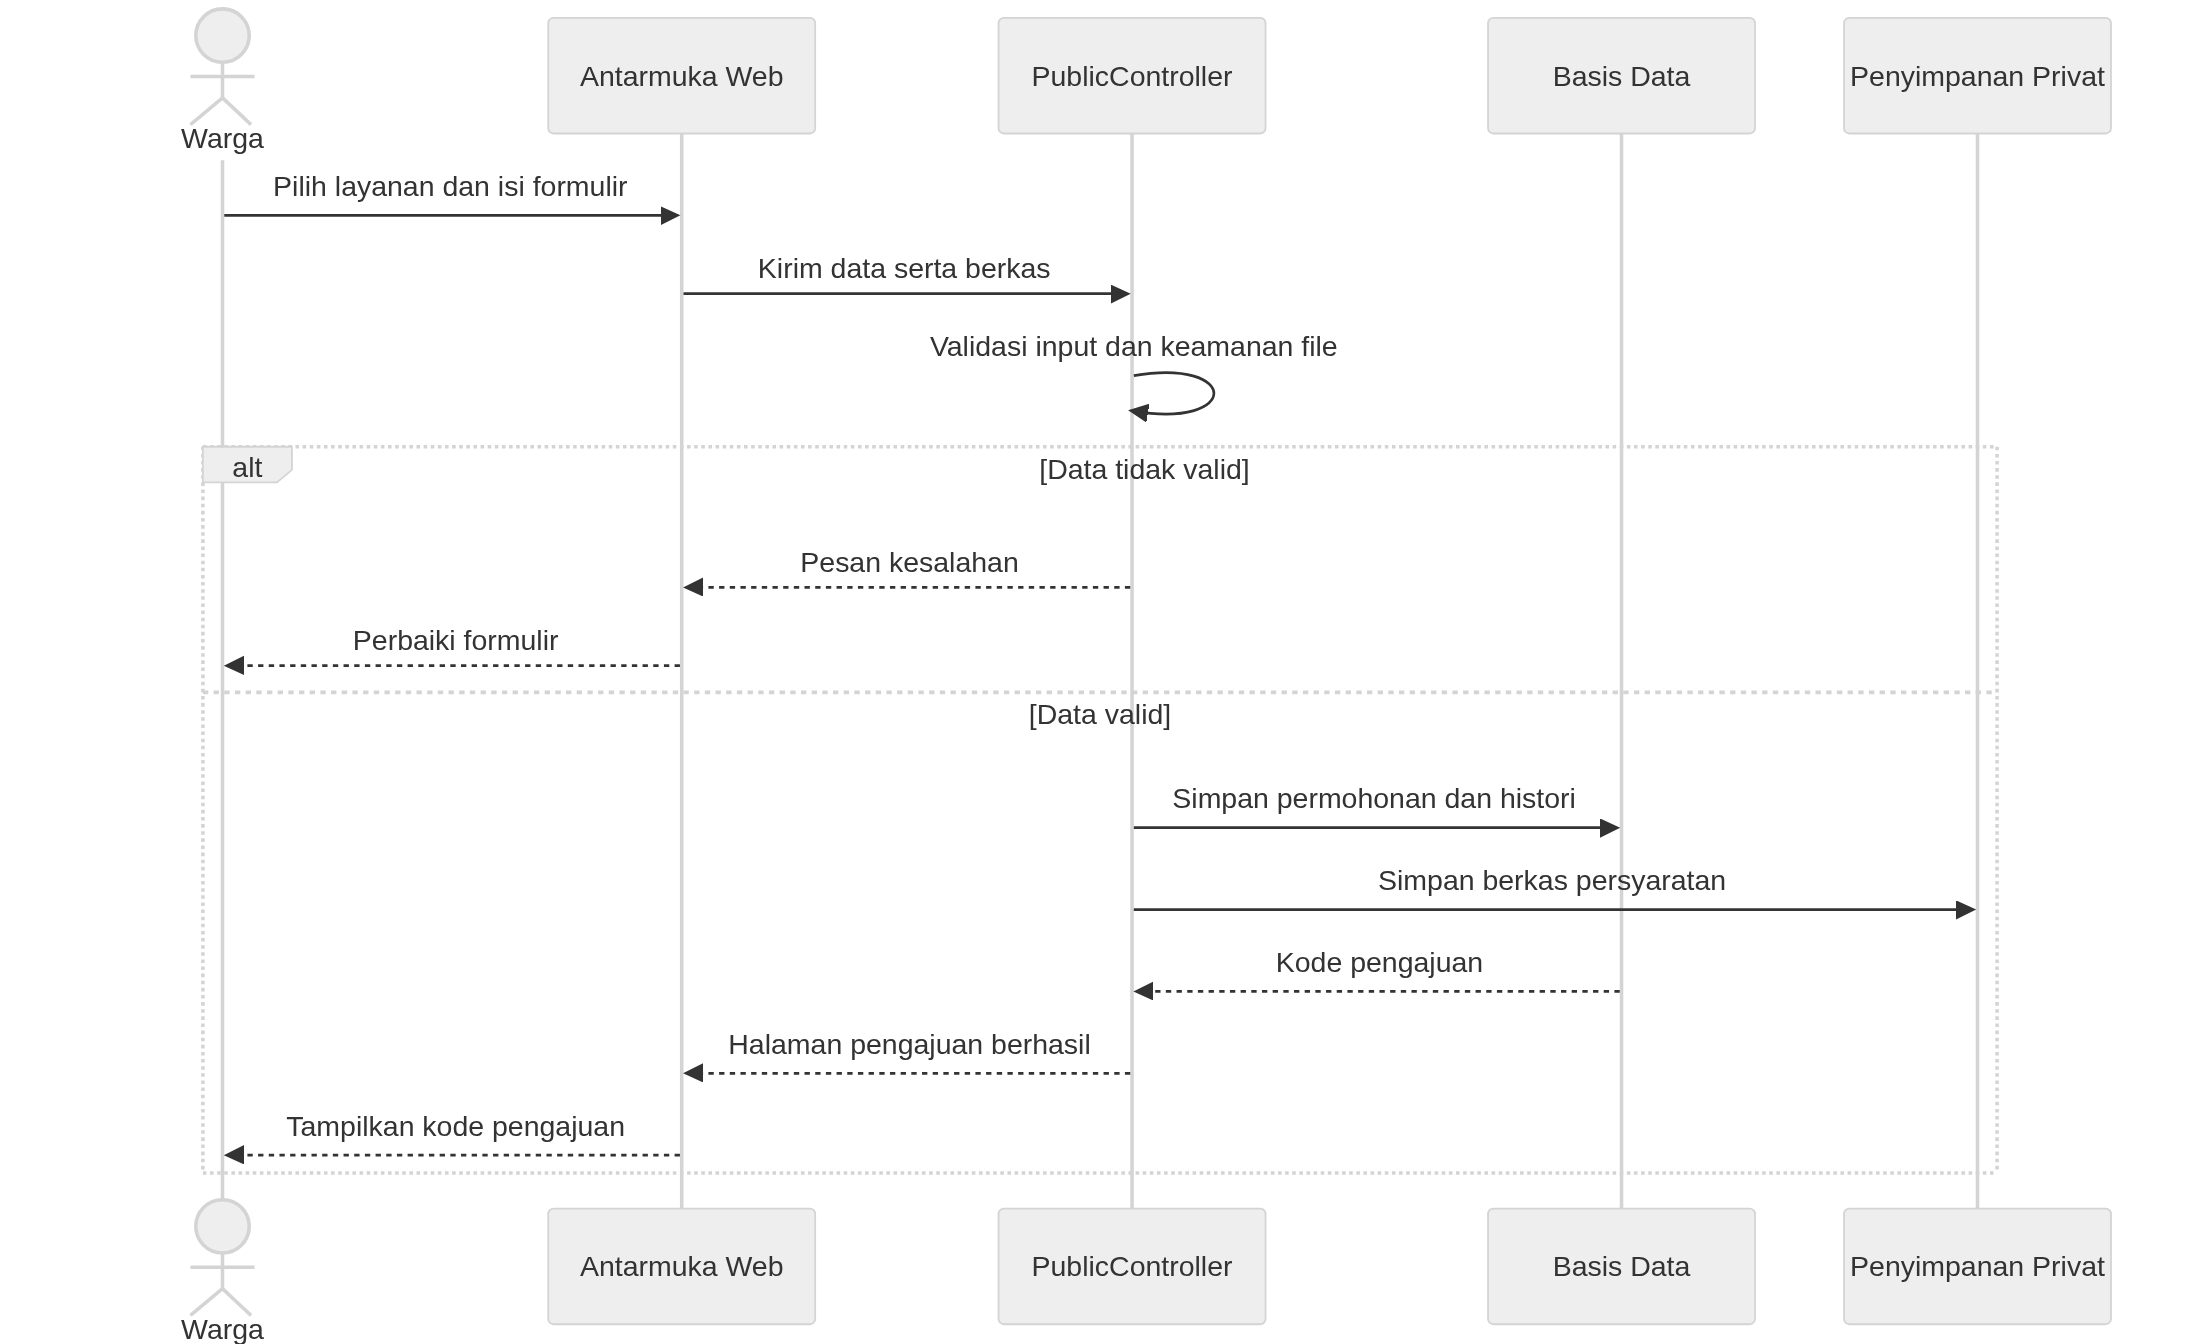 Warga
Antarmuka Web
PublicController
Basis Data
Penyimpanan Privat
Pilih layanan dan isi formulir
Kirim data serta berkas
Validasi input dan keamanan file
alt
[Data tidak valid]
Pesan kesalahan
Perbaiki formulir
[Data valid]
Simpan permohonan dan histori
Simpan berkas persyaratan
Kode pengajuan
Halaman pengajuan berhasil
Tampilkan kode pengajuan
Warga
Antarmuka Web
PublicController
Basis Data
Penyimpanan Privat